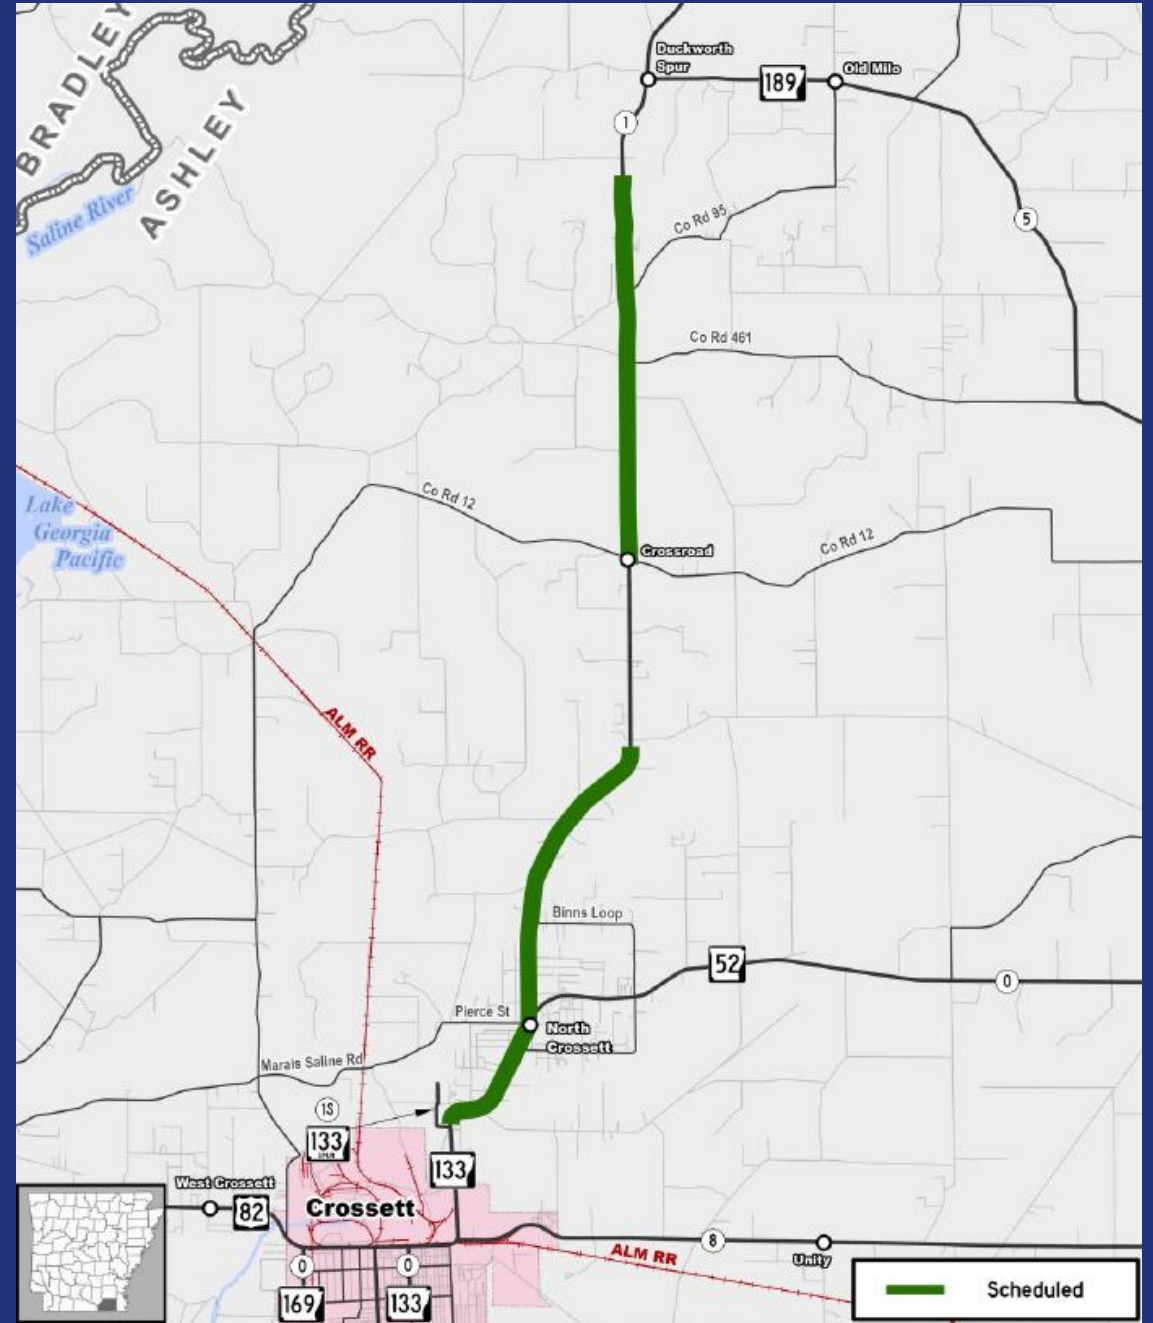 Duckworth
Spur
189
Old Milo
BRADLEY
1
ASHLEY
Saline River
Co Rd 95
5
Co Rd 461
Co Rd 12
Lake
Georgia
Pacific
Crossroad
Co Rd 12
ALM RR
Binns Loop
52
0
Pierce St
North
Crossett
Marais Saline Rd
1S
133
SPUR
133
West Crossett
82
Crossett
8
Unity
ALM RR
0
0
169
133
Scheduled